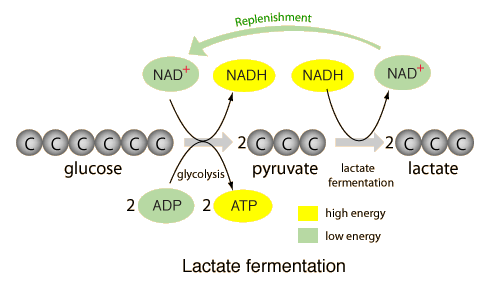 Replenishment
NAD+ NADH NADH NAD+
C C C C C C 2 C C C 2 C C C
glucose pyruvate lactate
glycolysis lactate
fermentation
2 ADP 2 ATP
high energy
low energy
Lactate fermentation